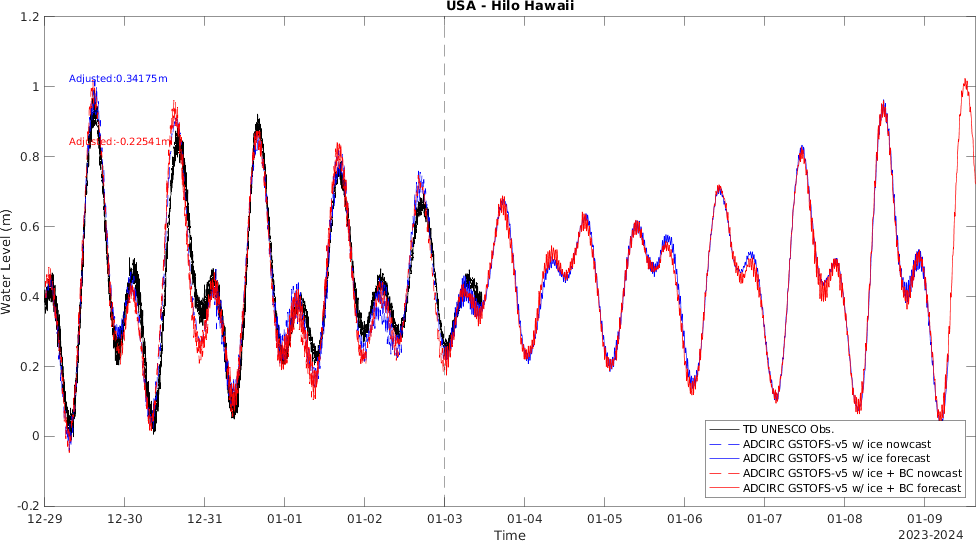 USA - Hilo Hawaii
1.2
1
0.8
0.6
0.4
0.2
0
-0.2
Water Level (m)
Adjusted:0.34175m
Adjusted:-0.22541m
TD UNESCO Obs.
ADCIRC GSTOFS-v5 w/ ice nowcast
ADCIRC GSTOFS-v5 w/ ice forecast
ADCIRC GSTOFS-v5 w/ ice + BC nowcast
ADCIRC GSTOFS-v5 w/ ice + BC forecast
12-29 12-30 12-31 01-01 01-02 01-03 01-04 01-05 01-06 01-07 01-08 01-09
Time
2023-2024